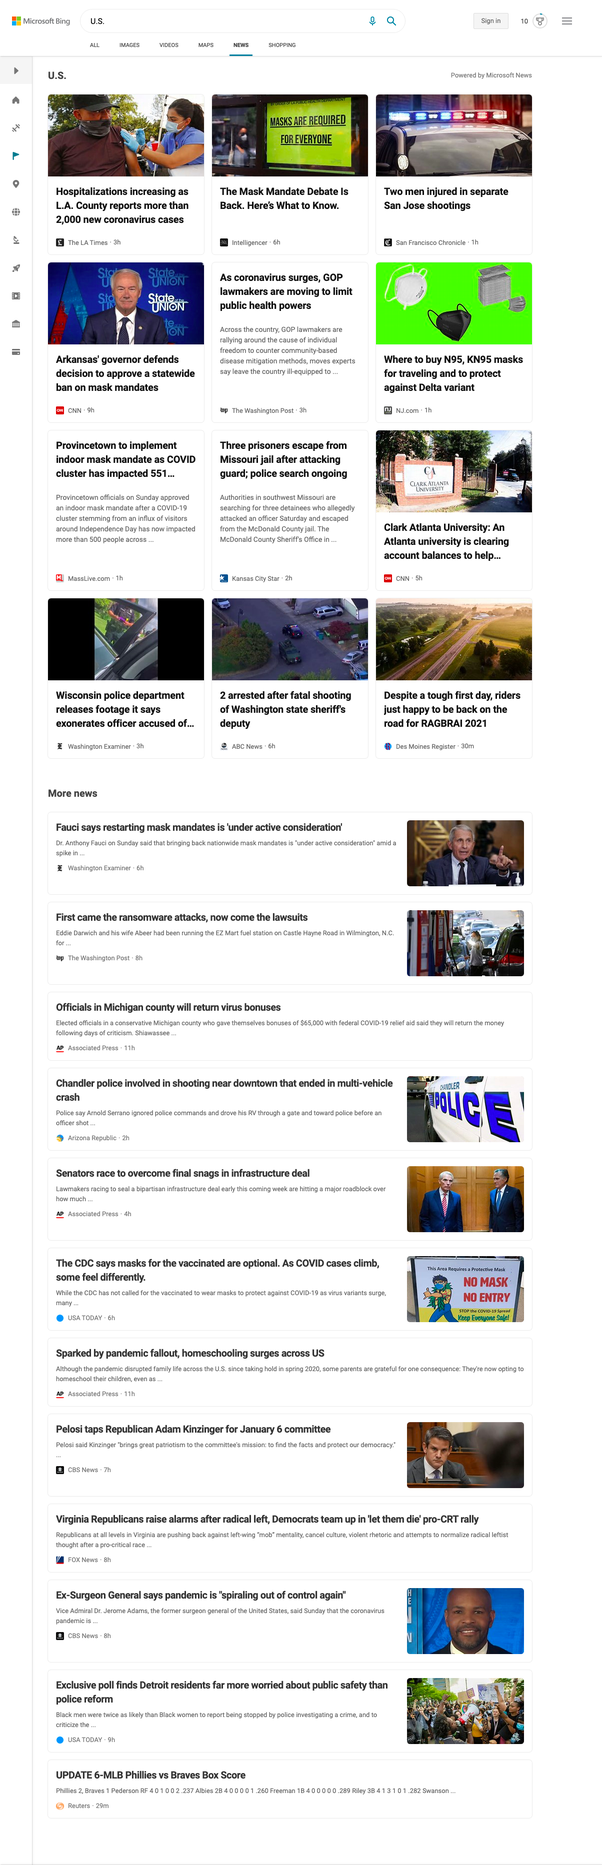 Microsoft Bing
U.S.
Sign in
10
ALL
IMAGES
VIDEOS
MAPS
NEWS
SHOPPING
U.S.
Powered by Microsoft News
Hospitalizations increasing as
L.A. County reports more than
2,000 new coronavirus cases
The LA Times · 3h
MASKS ARE REQUIRED
FOR EVERYONE
The Mask Mandate Debate Is
Back. Here's What to Know.
Intelligencer · 6h
Two men injured in separate
San Jose shootings
San Francisco Chronicle · 1h
State of the
UNION
Arkansas' governor defends
decision to approve a statewide
ban on mask mandates
CNN · 9h
As coronavirus surges, GOP
lawmakers are moving to limit
public health powers
Across the country, GOP lawmakers are
rallying around the cause of individual
freedom to counter community-based
disease mitigation methods, moves experts
say leave the country ill-equipped to ...
The Washington Post · 3h
Where to buy N95, KN95 masks
for traveling and to protect
against Delta variant
NJ.com · 1h
Provincetown to implement
indoor mask mandate as COVID
cluster has impacted 551...
Provincetown officials on Sunday approved
an indoor mask mandate after a COVID-19
cluster stemming from an influx of visitors
around Independence Day has now impacted
more than 500 people across ...
MassLive.com · 1h
Three prisoners escape from
Missouri jail after attacking
guard; police search ongoing
Authorities in southwest Missouri are
searching for three detainees who allegedly
attacked an officer Saturday and escaped
from the McDonald County jail. The
McDonald County Sheriff's Office in ...
Kansas City Star · 2h
CA
CLARK ATLANTA
UNIVERSITY
Clark Atlanta University: An
Atlanta university is clearing
account balances to help...
CNN · 5h
Wisconsin police department
releases footage it says
exonerates officer accused of...
Washington Examiner · 3h
2 arrested after fatal shooting
of Washington state sheriff's
deputy
ABC News · 6h
Despite a tough first day, riders
just happy to be back on the
road for RAGBRAI 2021
Des Moines Register · 30m
More news
Fauci says restarting mask mandates is 'under active consideration'
Dr. Anthony Fauci on Sunday said that bringing back nationwide mask mandates is "under active consideration" amid a
spike in ...
Washington Examiner · 6h
First came the ransomware attacks, now come the lawsuits
Eddie Darwich and his wife Abeer had been running the EZ Mart fuel station on Castle Hayne Road in Wilmington, N.C.
for ...
The Washington Post · 8h
Officials in Michigan county will return virus bonuses
Elected officials in a conservative Michigan county who gave themselves bonuses of $65,000 with federal COVID-19 relief aid said they will return the money
following days of criticism. Shiawassee ...
AP Associated Press · 11h
Chandler police involved in shooting near downtown that ended in multi-vehicle
crash
Police say Arnold Serrano ignored police commands and drove his RV through a gate and toward police before an
officer shot ...
Arizona Republic · 2h
CHANDLER
POLICE
Senators race to overcome final snags in infrastructure deal
Lawmakers racing to seal a bipartisan infrastructure deal early this coming week are hitting a major roadblock over
how much ...
AP Associated Press · 4h
The CDC says masks for the vaccinated are optional. As COVID cases climb,
some feel differently.
While the CDC has not called for the vaccinated to wear masks to protect against COVID-19 as virus variants surge,
many ...
USA TODAY · 6h
This Area Requires a Protective Mask
NO MASK
NO ENTRY
STOP the COVID-19 Spread
Keep Everyone Safe!
Sparked by pandemic fallout, homeschooling surges across US
Although the pandemic disrupted family life across the U.S. since taking hold in spring 2020, some parents are grateful for one consequence: They're now opting to
homeschool their children, even as ...
AP Associated Press · 11h
Pelosi taps Republican Adam Kinzinger for January 6 committee
Pelosi said Kinzinger "brings great patriotism to the committee's mission: to find the facts and protect our democracy."
...
CBS News · 7h
Virginia Republicans raise alarms after radical left, Democrats team up in 'let them die' pro-CRT rally
Republicans at all levels in Virginia are pushing back against left-wing "mob" mentality, cancel culture, violent rhetoric and attempts to normalize radical leftist
thought after a pro-critical race ...
FOX News · 8h
Ex-Surgeon General says pandemic is "spiraling out of control again"
Vice Admiral Dr. Jerome Adams, the former surgeon general of the United States, said Sunday that the coronavirus
pandemic is ...
CBS News · 8h
Exclusive poll finds Detroit residents far more worried about public safety than
police reform
Black men were twice as likely than Black women to report being stopped by police investigating a crime, and to
criticize the ...
USA TODAY · 9h
UPDATE 6-MLB Phillies vs Braves Box Score
Phillies 2, Braves 1 Pederson RF 4 0 1 0 0 2 .237 Albies 2B 4 0 0 0 0 1 .260 Freeman 1B 4 0 0 0 0 0 .289 Riley 3B 4 1 3 1 0 1 .282 Swanson ...
Reuters · 29m